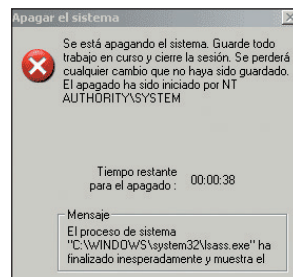 Apagar el sistema
Se está apagando el sistema. Guarde todo
trabajo en curso y cierre la sesión. Se perderá
cualquier cambio que no haya sido guardado.
El apagado ha sido iniciado por NT
AUTHORITY\SYSTEM
Tiempo restante
para el apagado : 00:00:38
Mensaje
El proceso de sistema
"C:\WINDOWS\system32\lsass.exe" ha
finalizado inesperadamente y muestra el